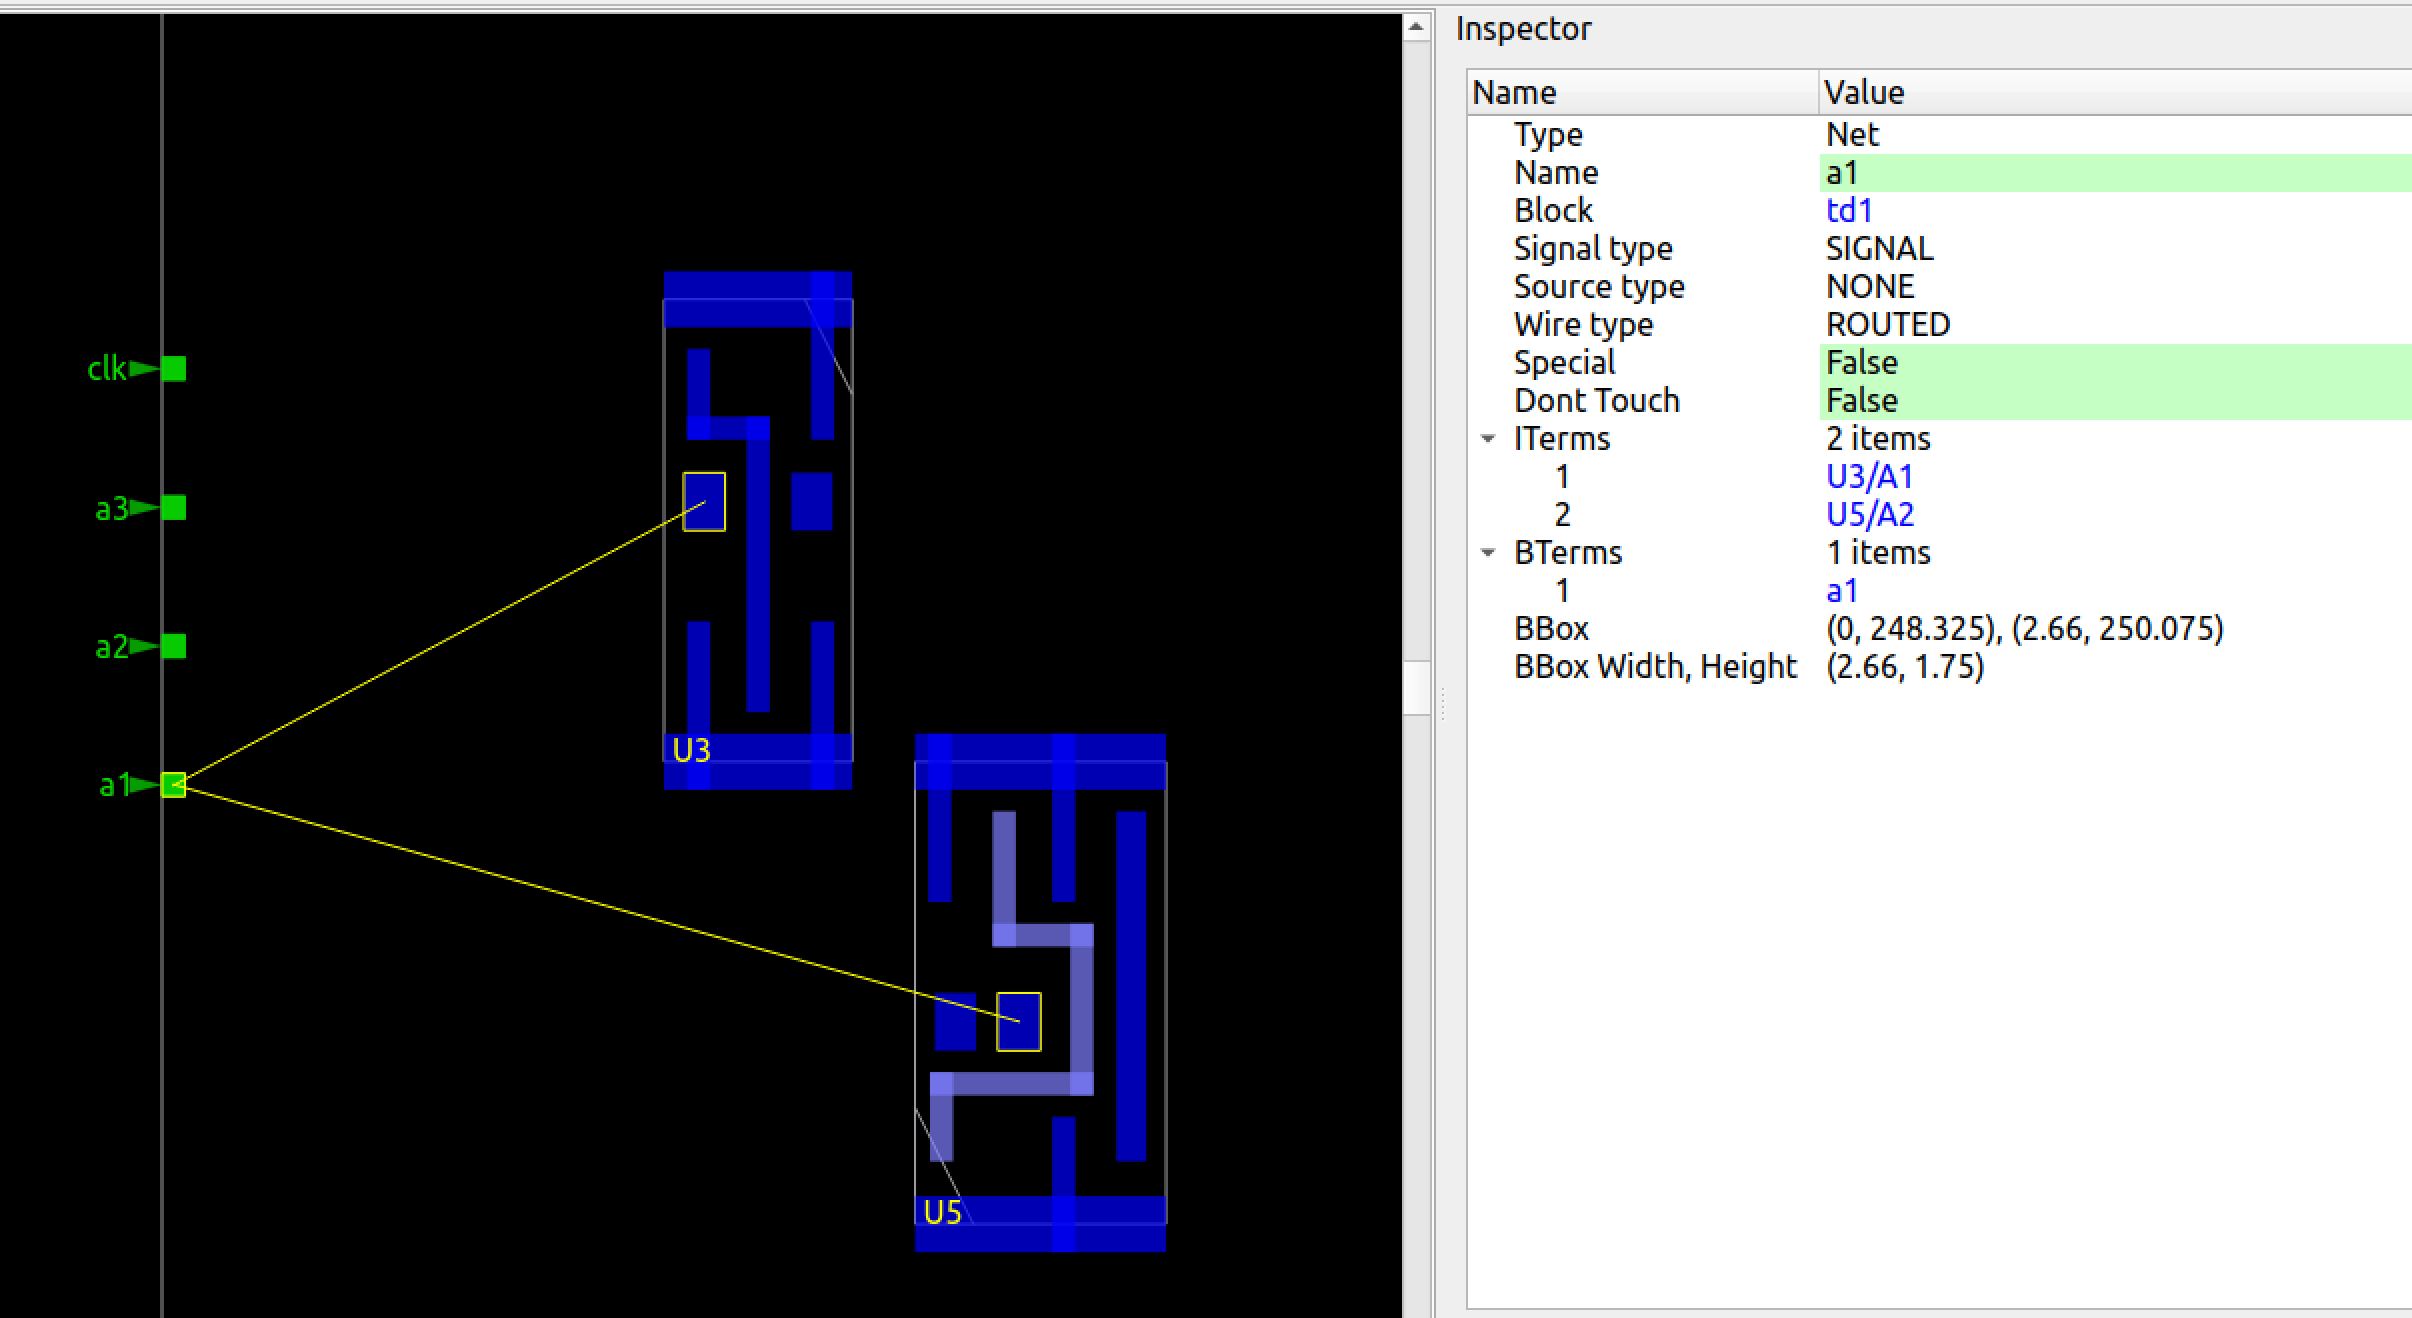 clk
a3
a2
a1
U3
U5
Inspector
Name Value
Type Net
Name a1
Block td1
Signal type SIGNAL
Source type NONE
Wire type ROUTED
Special False
Dont Touch False
ITerms 2 items
1 U3/A1
2 U5/A2
BTerms 1 items
1 a1
BBox (0, 248.325), (2.66, 250.075)
BBox Width, Height (2.66, 1.75)